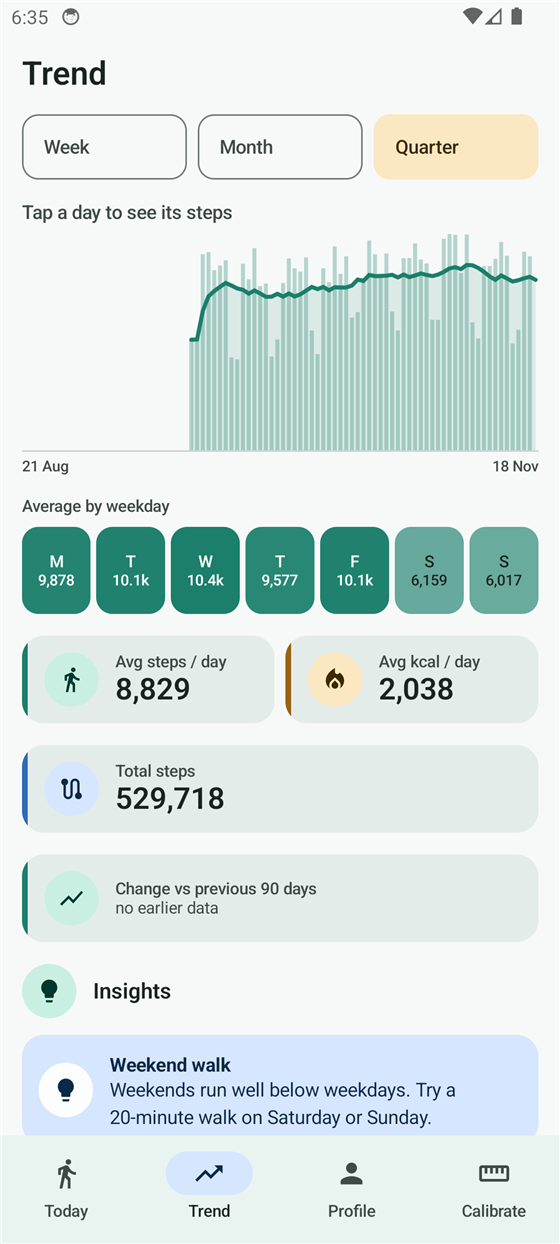 6:35
Trend
Week
Month
Quarter
Tap a day to see its steps
21 Aug
18 Nov
Average by weekday
M
9,878
T
10.1k
W
10.4k
T
9,577
F
10.1k
S
6,159
S
6,017
Avg steps / day
8,829
Avg kcal / day
2,038
Total steps
529,718
Change vs previous 90 days
no earlier data
Insights
Weekend walk
Weekends run well below weekdays. Try a
20-minute walk on Saturday or Sunday.
Today
Trend
Profile
Calibrate